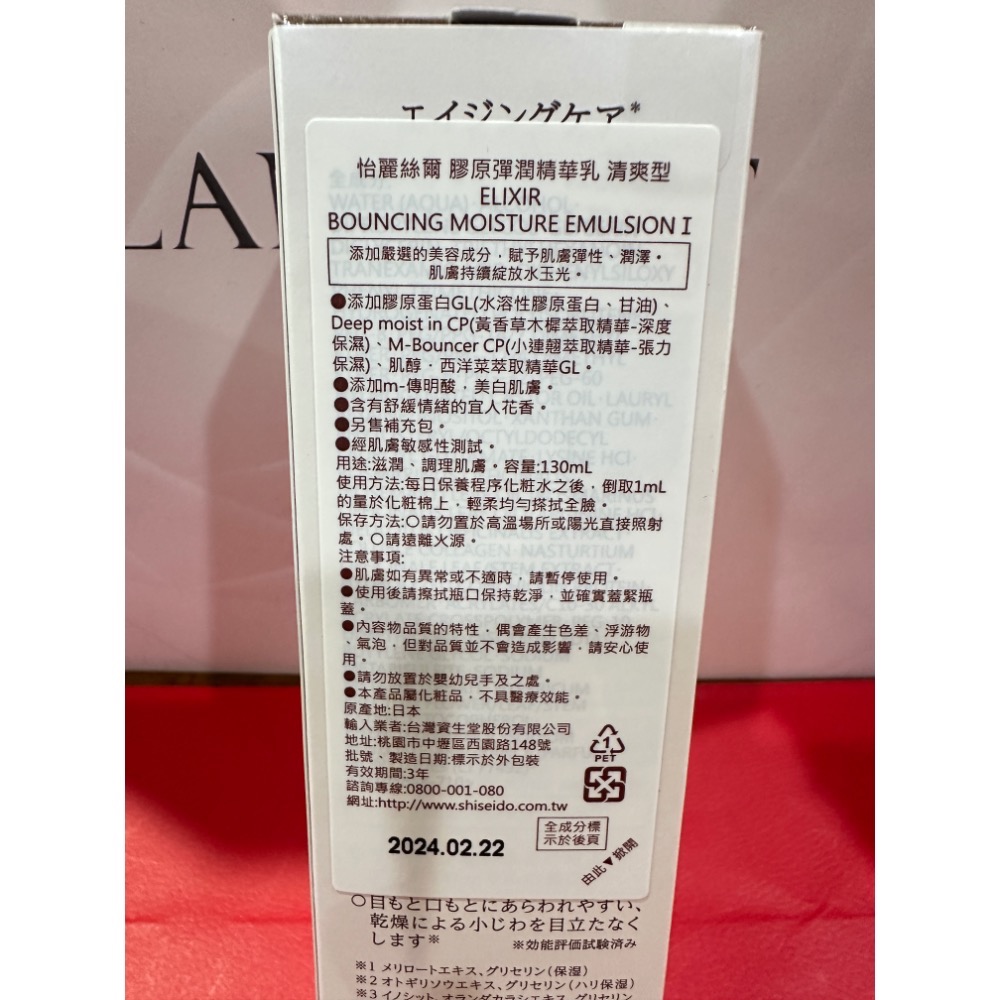 エイジングケア*
怡麗絲爾 膠原彈潤精華乳 清爽型
ELIXIR
BOUNCING MOISTURE EMULSION I
添加嚴選的美容成分，賦予肌膚彈性、潤澤。
肌膚持續綻放水玉光。
●添加膠原蛋白GL(水溶性膠原蛋白、甘油)、
Deep moist in CP(黃香草木樨萃取精華-深度
保濕)、M-Bouncer CP(小連翹萃取精華-張力
保濕)、肌醇．西洋菜萃取精華GL。
●添加m-傳明酸，美白肌膚。
●含有舒緩情緒的宜人花香。
●另售補充包。
●經肌膚敏感性測試。
用途:滋潤、調理肌膚。容量:130mL
使用方法:每日保養程序化粧水之後，倒取1mL
的量於化粧棉上，輕柔均勻搽拭全臉。
保存方法:○請勿置於高溫場所或陽光直接照射
處。○請遠離火源。
注意事項:
●肌膚如有異常或不適時，請暫停使用。
●使用後請擦拭瓶口保持乾淨，並確實蓋緊瓶
蓋。
●內容物品質的特性，偶會產生色差、浮游物
、氣泡，但對品質並不會造成影響，請安心使
用。
●請勿放置於嬰幼兒手及之處。
●本產品屬化粧品，不具醫療效能。
原產地:日本
輸入業者:台灣資生堂股份有限公司
地址:桃園市中壢區西園路148號
批號、製造日期:標示於外包裝
有效期間:3年
諮詢專線:0800-001-080
網址:http://www.shiseido.com.tw
1
PET
2024.02.22
全成分標
示於後頁
由此▼掀開
○目もと口もとにあらわれやすい、
乾燥による小じわを目立たなく
します※
※効能評価試験済み
※1 メリロートエキス、グリセリン(保湿)
※2 オトギリソウエキス、グリセリン(ハリ保湿)
※3 イノシット、オランダカラシエキス、グリセリン